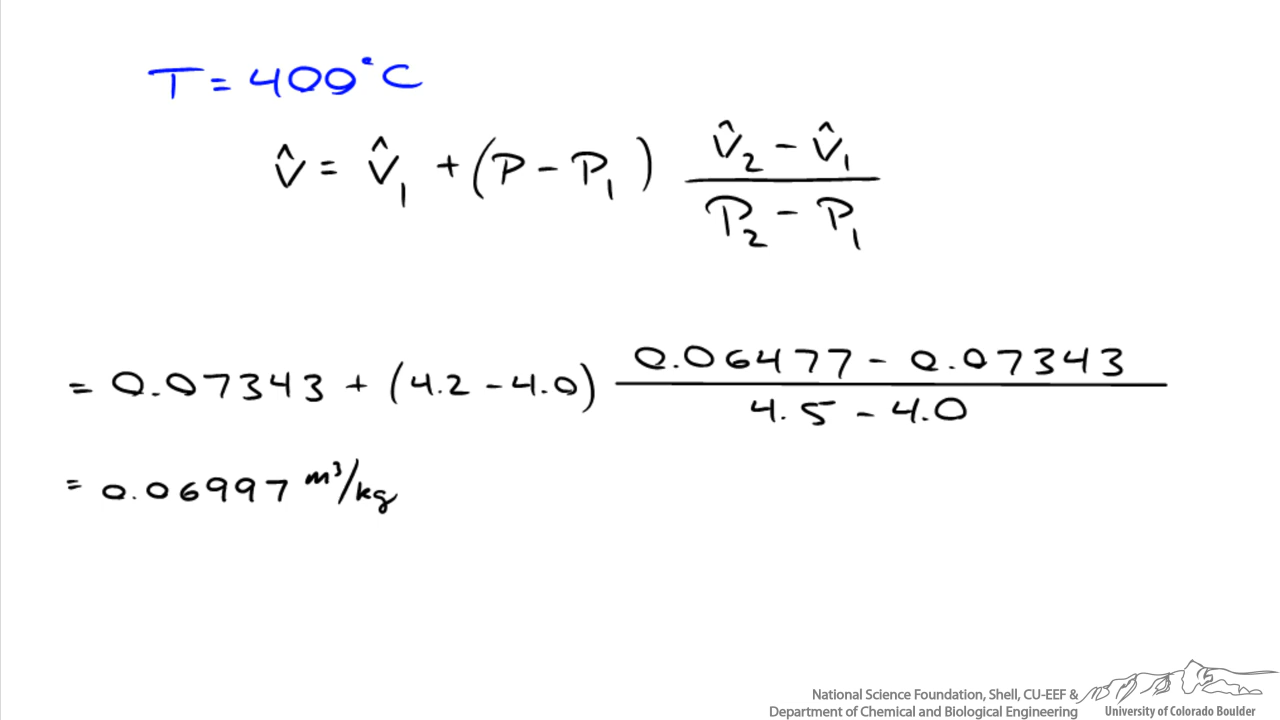 T = 400°C
v̂ = v̂₁ + (P - P₁) (v̂₂ - v̂₁) / (P₂ - P₁)
= 0.07343 + (4.2 - 4.0) (0.06477 - 0.07343) / (4.5 - 4.0)
= 0.06997 m³/kg
National Science Foundation, Shell, CU-EEF &
Department of Chemical and Biological Engineering
University of Colorado Boulder